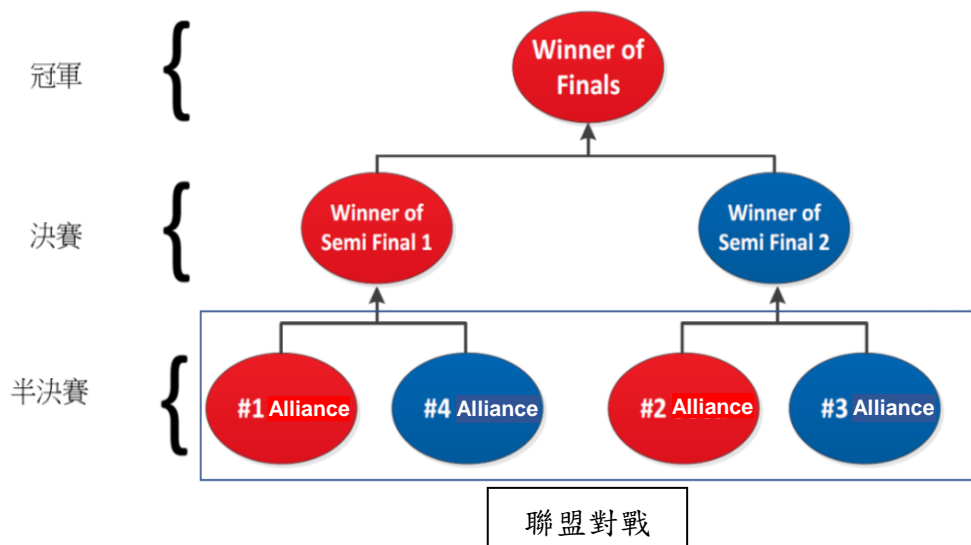 冠軍
Winner of
Finals
決賽
Winner of
Semi Final 1
Winner of
Semi Final 2
半決賽
#1 Alliance
#4 Alliance
#2 Alliance
#3 Alliance
聯盟對戰